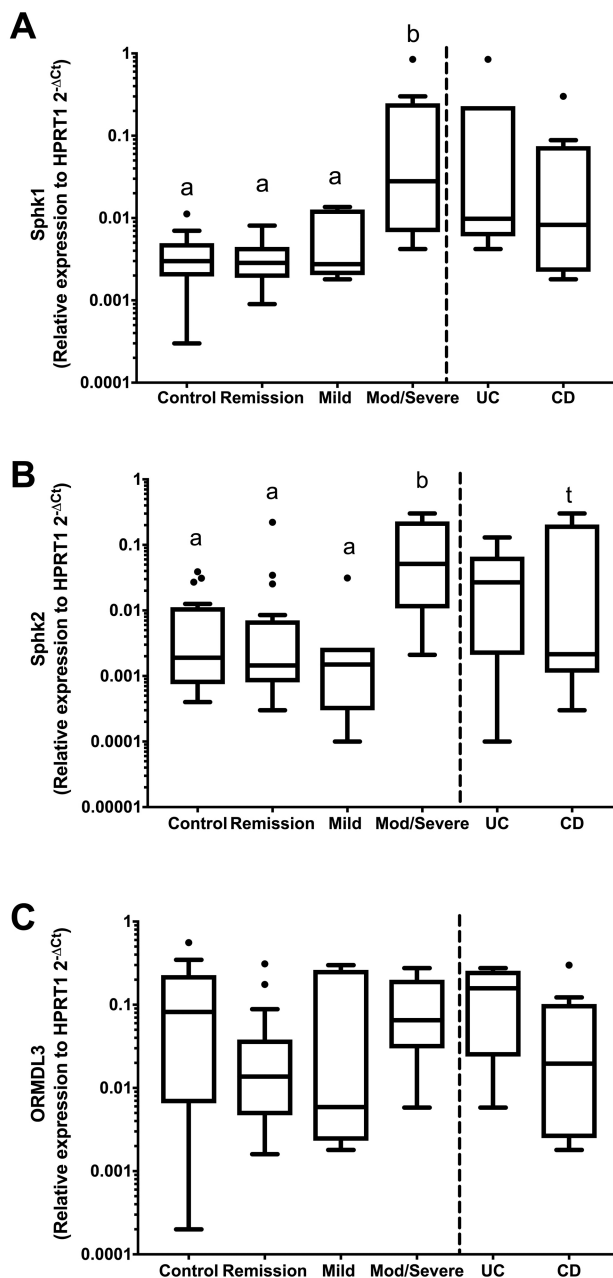 A
Sphk1
(Relative expression to HPRT1 2-ΔCt)
1
0.1
0.01
0.001
0.0001
a
a
a
b
Control Remission Mild Mod/Severe UC CD
B
Sphk2
(Relative expression to HPRT1 2-ΔCt)
1
0.1
0.01
0.001
0.0001
0.00001
a
a
a
b
t
Control Remission Mild Mod/Severe UC CD
C
ORMDL3
(Relative expression to HPRT1 2-ΔCt)
1
0.1
0.01
0.001
0.0001
Control Remission Mild Mod/Severe UC CD